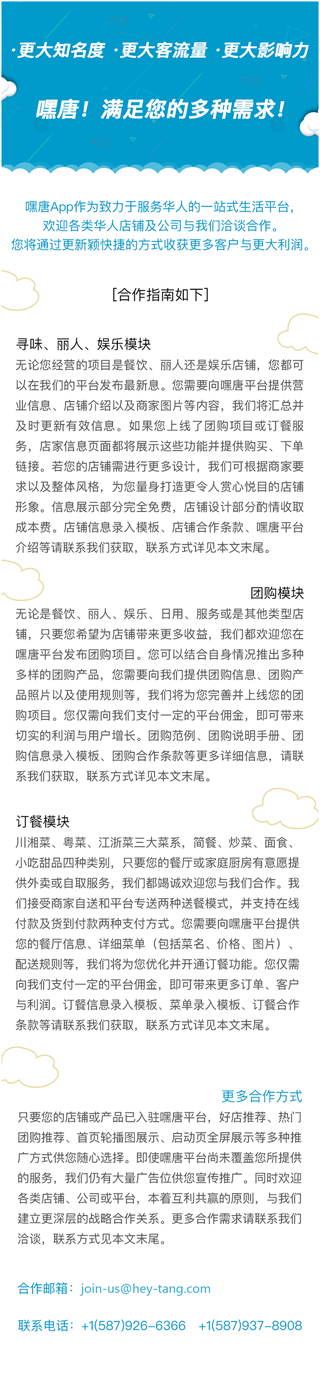 ·更大知名度 ·更大客流量 ·更大影响力
嘿唐！满足您的多种需求！
嘿唐App作为致力于服务华人的一站式生活平台，
欢迎各类华人店铺及公司与我们洽谈合作。
您将通过更新颖快捷的方式收获更多客户与更大利润。
[合作指南如下]
寻味、丽人、娱乐模块
无论您经营的项目是餐饮、丽人还是娱乐店铺，您都可
以在我们的平台发布最新息。您需要向嘿唐平台提供营
业信息、店铺介绍以及商家图片等内容，我们将汇总并
及时更新有效信息。如果您上线了团购项目或订餐服
务，店家信息页面都将展示这些功能并提供购买、下单
链接。若您的店铺需进行更多设计，我们可根据商家要
求以及整体风格，为您量身打造更令人赏心悦目的店铺
形象。信息展示部分完全免费，店铺设计部分酌情收取
成本费。店铺信息录入模板、店铺合作条款、嘿唐平台
介绍等请联系我们获取，联系方式详见本文末尾。
团购模块
无论是餐饮、丽人、娱乐、日用、服务或是其他类型店
铺，只要您希望为店铺带来更多收益，我们都欢迎您在
嘿唐平台发布团购项目。您可以结合自身情况推出多种
多样的团购产品，您需要向我们提供团购信息、团购产
品照片以及使用规则等，我们将为您完善并上线您的团
购项目。您仅需向我们支付一定的平台佣金，即可带来
切实的利润与用户增长。团购范例、团购说明手册、团
购信息录入模板、团购合作条款等更多详细信息，请联
系我们获取，联系方式详见本文末尾。
订餐模块
川湘菜、粤菜、江浙菜三大菜系，简餐、炒菜、面食、
小吃甜品四种类别，只要您的餐厅或家庭厨房有意愿提
供外卖或自取服务，我们都竭诚欢迎您与我们合作。我
们接受商家自送和平台专送两种送餐模式，并支持在线
付款及货到付款两种支付方式。您需要向嘿唐平台提供
您的餐厅信息、详细菜单（包括菜名、价格、图片）、
配送规则等，我们将为您优化并开通订餐功能。您仅需
向我们支付一定的平台佣金，即可带来更多订单、客户
与利润。订餐信息录入模板、菜单录入模板、订餐合作
条款等请联系我们获取，联系方式详见本文末尾。
更多合作方式
只要您的店铺或产品已入驻嘿唐平台，好店推荐、热门
团购推荐、首页轮播图展示、启动页全屏展示等多种推
广方式供您随心选择。即使嘿唐平台尚未覆盖您所提供
的服务，我们仍有大量广告位供您宣传推广。同时欢迎
各类店铺、公司或平台，本着互利共赢的原则，与我们
建立更深层的战略合作关系。更多合作需求请联系我们
洽谈，联系方式见本文末尾。
合作邮箱：join-us@hey-tang.com
联系电话：+1(587)926-6366 +1(587)937-8908